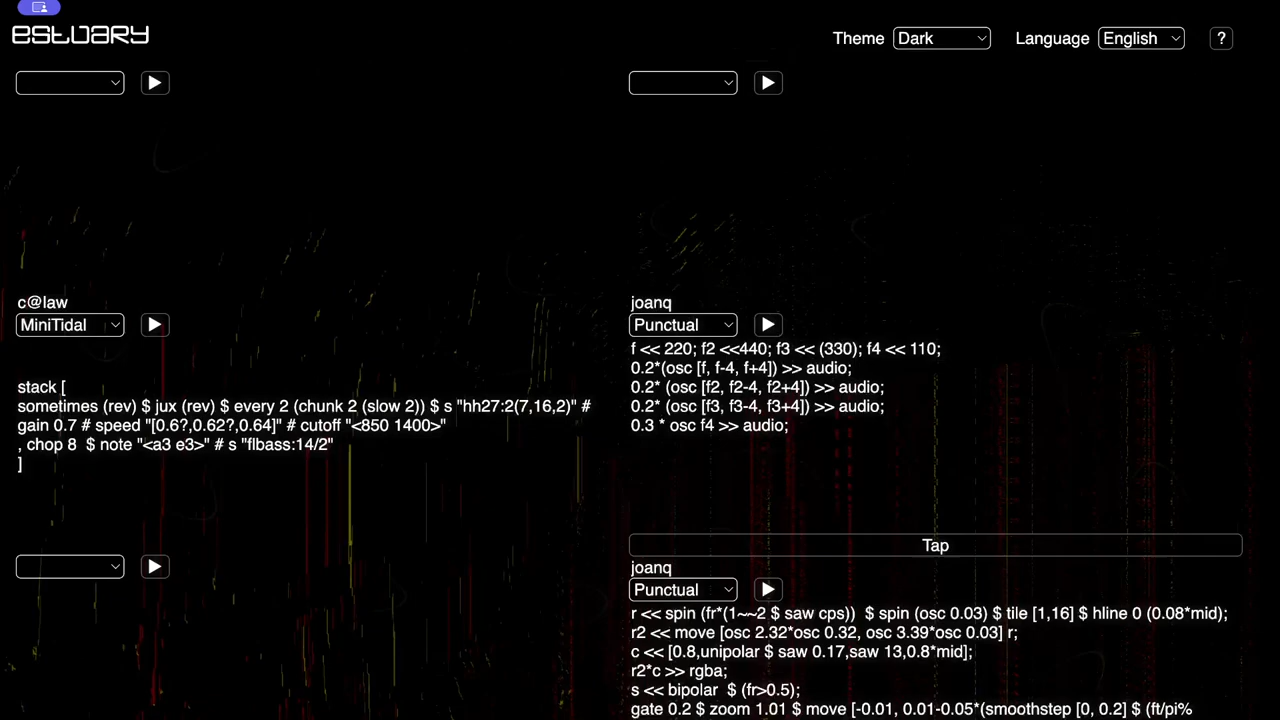 estuary
Theme Dark Language English ?
c@law
MiniTidal
stack [
sometimes (rev) $ jux (rev) $ every 2 (chunk 2 (slow 2)) $ s "hh27:2(7,16,2)" #
gain 0.7 # speed "[0.6?,0.62?,0.64]" # cutoff "<850 1400>"
, chop 8  $ note "<a3 e3>" # s "flbass:14/2"
]
joanq
Punctual
f << 220; f2 <<440; f3 << (330); f4 << 110;
0.2*(osc [f, f-4, f+4]) >> audio;
0.2* (osc [f2, f2-4, f2+4]) >> audio;
0.2* (osc [f3, f3-4, f3+4]) >> audio;
0.3 * osc f4 >> audio;
Tap
joanq
Punctual
r << spin (fr*(1~~2 $ saw cps))  $ spin (osc 0.03) $ tile [1,16] $ hline 0 (0.08*mid);
r2 << move [osc 2.32*osc 0.32, osc 3.39*osc 0.03] r;
c << [0.8,unipolar $ saw 0.17,saw 13,0.8*mid];
r2*c >> rgba;
s << bipolar  $ (fr>0.5);
gate 0.2 $ zoom 1.01 $ move [-0.01, 0.01-0.05*(smoothstep [0, 0.2] $ (ft/pi%